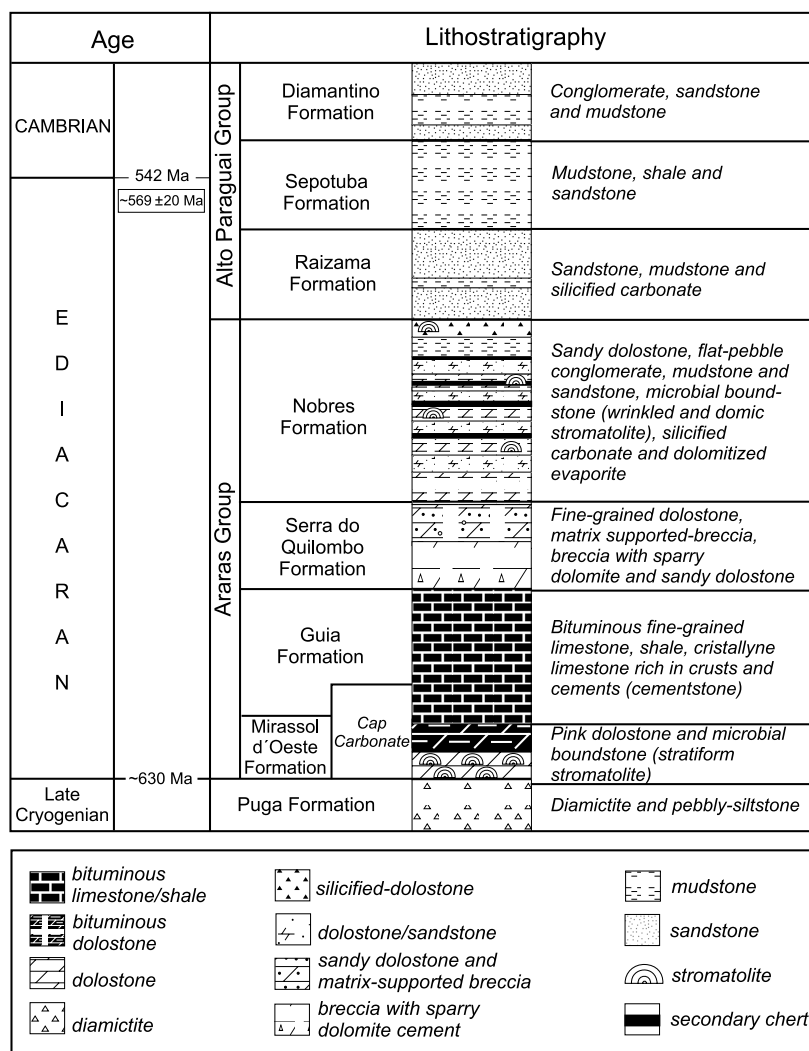 Age
Lithostratigraphy
CAMBRIAN
542 Ma
~569 ±20 Ma
E
D
I
A
C
A
R
A
N
~630 Ma
Late
Cryogenian
Alto Paraguai Group
Araras Group
Diamantino
Formation
Conglomerate, sandstone
and mudstone
Sepotuba
Formation
Mudstone, shale and
sandstone
Raizama
Formation
Sandstone, mudstone and
silicified carbonate
Nobres
Formation
Sandy dolostone, flat-pebble
conglomerate, mudstone and
sandstone, microbial bound-
stone (wrinkled and domic
stromatolite), silicified
carbonate and dolomitized
evaporite
Serra do
Quilombo
Formation
Fine-grained dolostone,
matrix supported-breccia,
breccia with sparry
dolomite and sandy dolostone
Guia
Formation
Bituminous fine-grained
limestone, shale, cristallyne
limestone rich in crusts and
cements (cementstone)
Mirassol
d´Oeste
Formation
Cap
Carbonate
Pink dolostone and microbial
boundstone (stratiform
stromatolite)
Puga Formation
Diamictite and pebbly-siltstone
bituminous
limestone/shale
bituminous
dolostone
dolostone
diamictite
silicified-dolostone
dolostone/sandstone
sandy dolostone and
matrix-supported breccia
breccia with sparry
dolomite cement
mudstone
sandstone
stromatolite
secondary chert